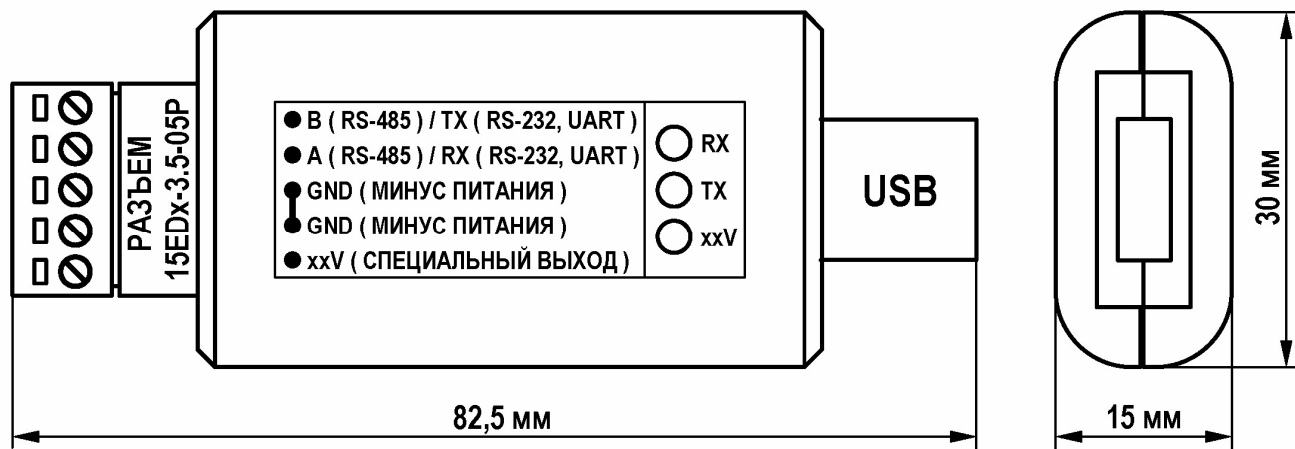 РАЗЪЕМ
15EDx-3.5-05P
B ( RS-485 ) / TX ( RS-232, UART )
A ( RS-485 ) / RX ( RS-232, UART )
GND ( МИНУС ПИТАНИЯ )
GND ( МИНУС ПИТАНИЯ )
xxV ( СПЕЦИАЛЬНЫЙ ВЫХОД )
RX
TX
xxV
USB
30 мм
82,5 мм
15 мм